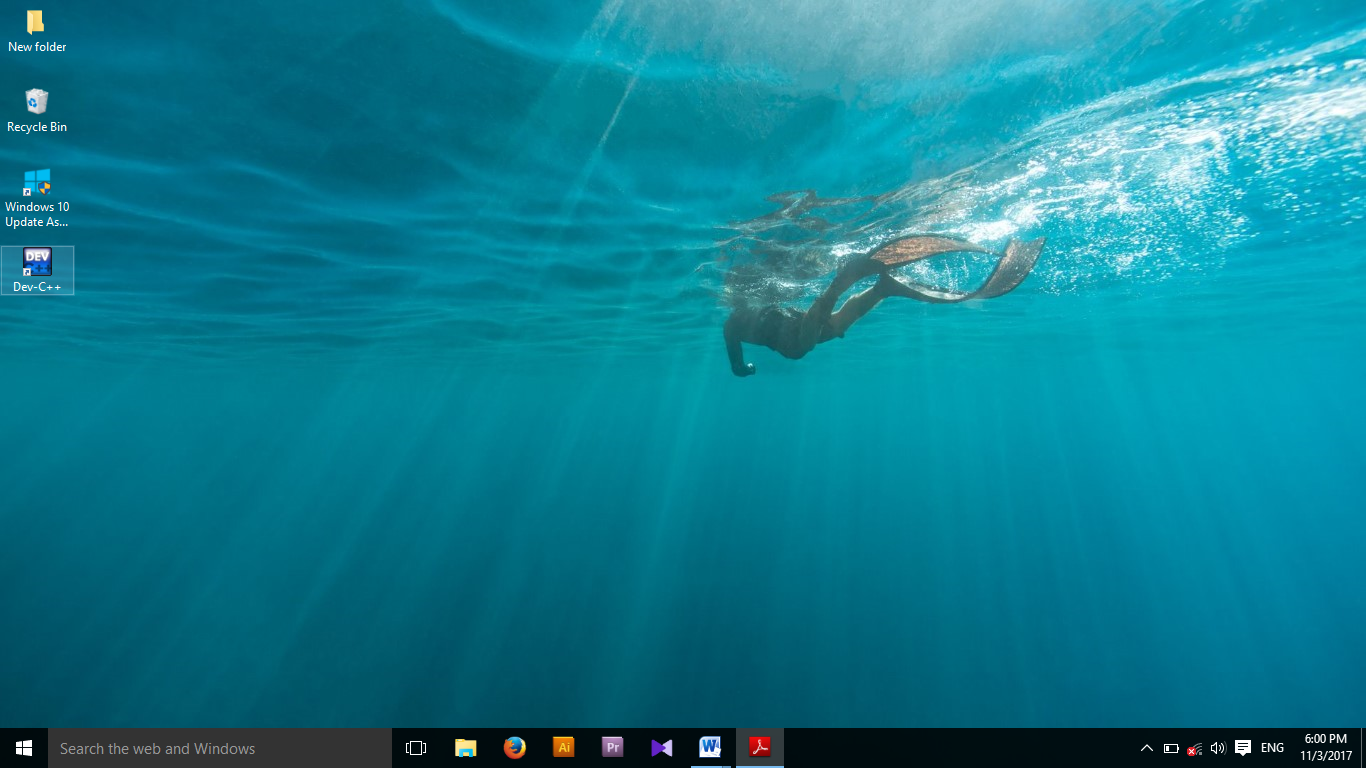 New folder
Recycle Bin
Windows 10
Update As...
DEV
C++
Dev-C++
Search the web and Windows
Ai
Pr
W
ENG
6:00 PM
11/3/2017